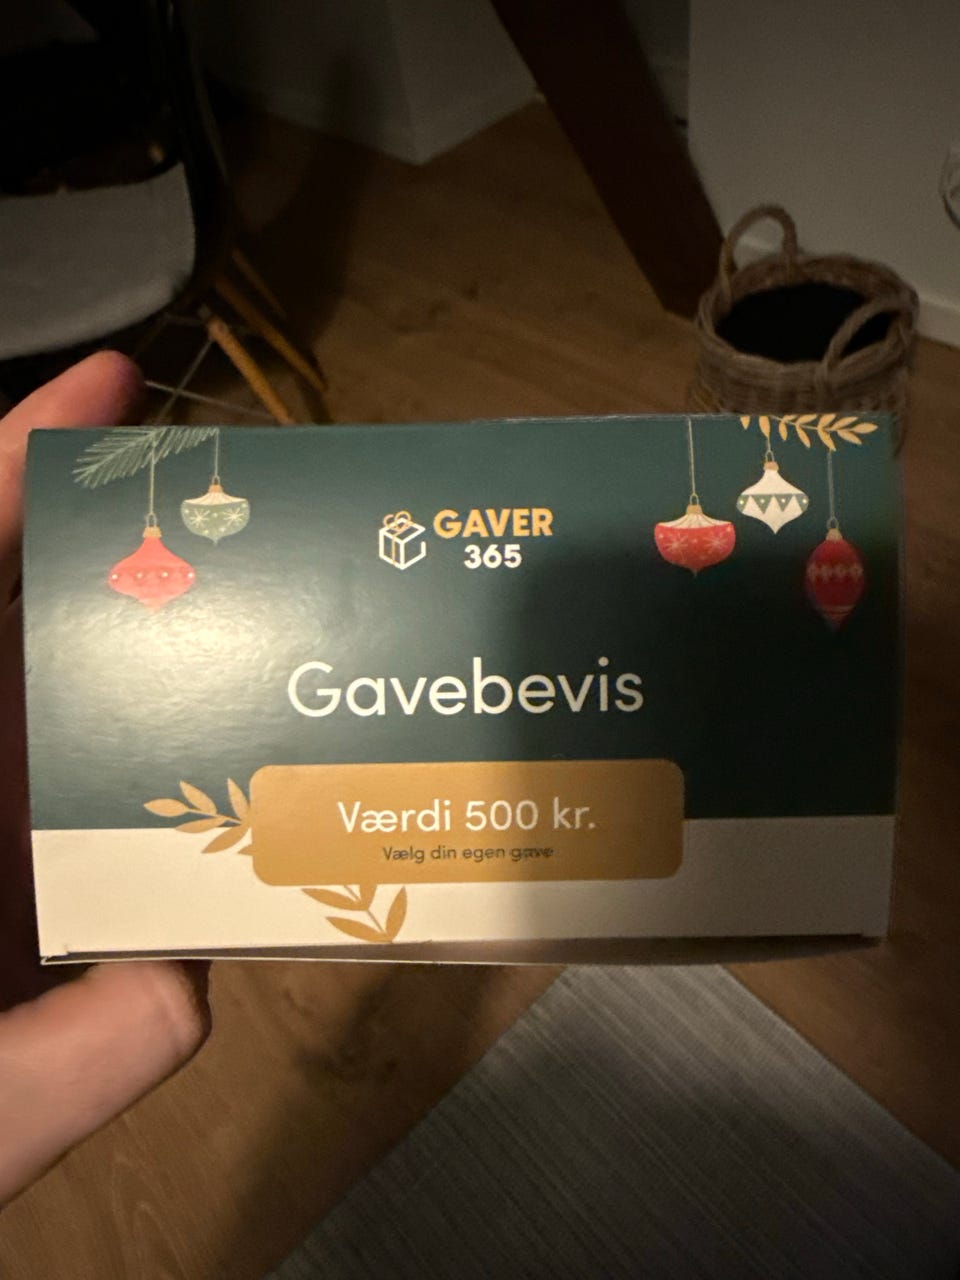 GAVER
365
Gavebevis
Værdi 500 kr.
Vælg din egen gave